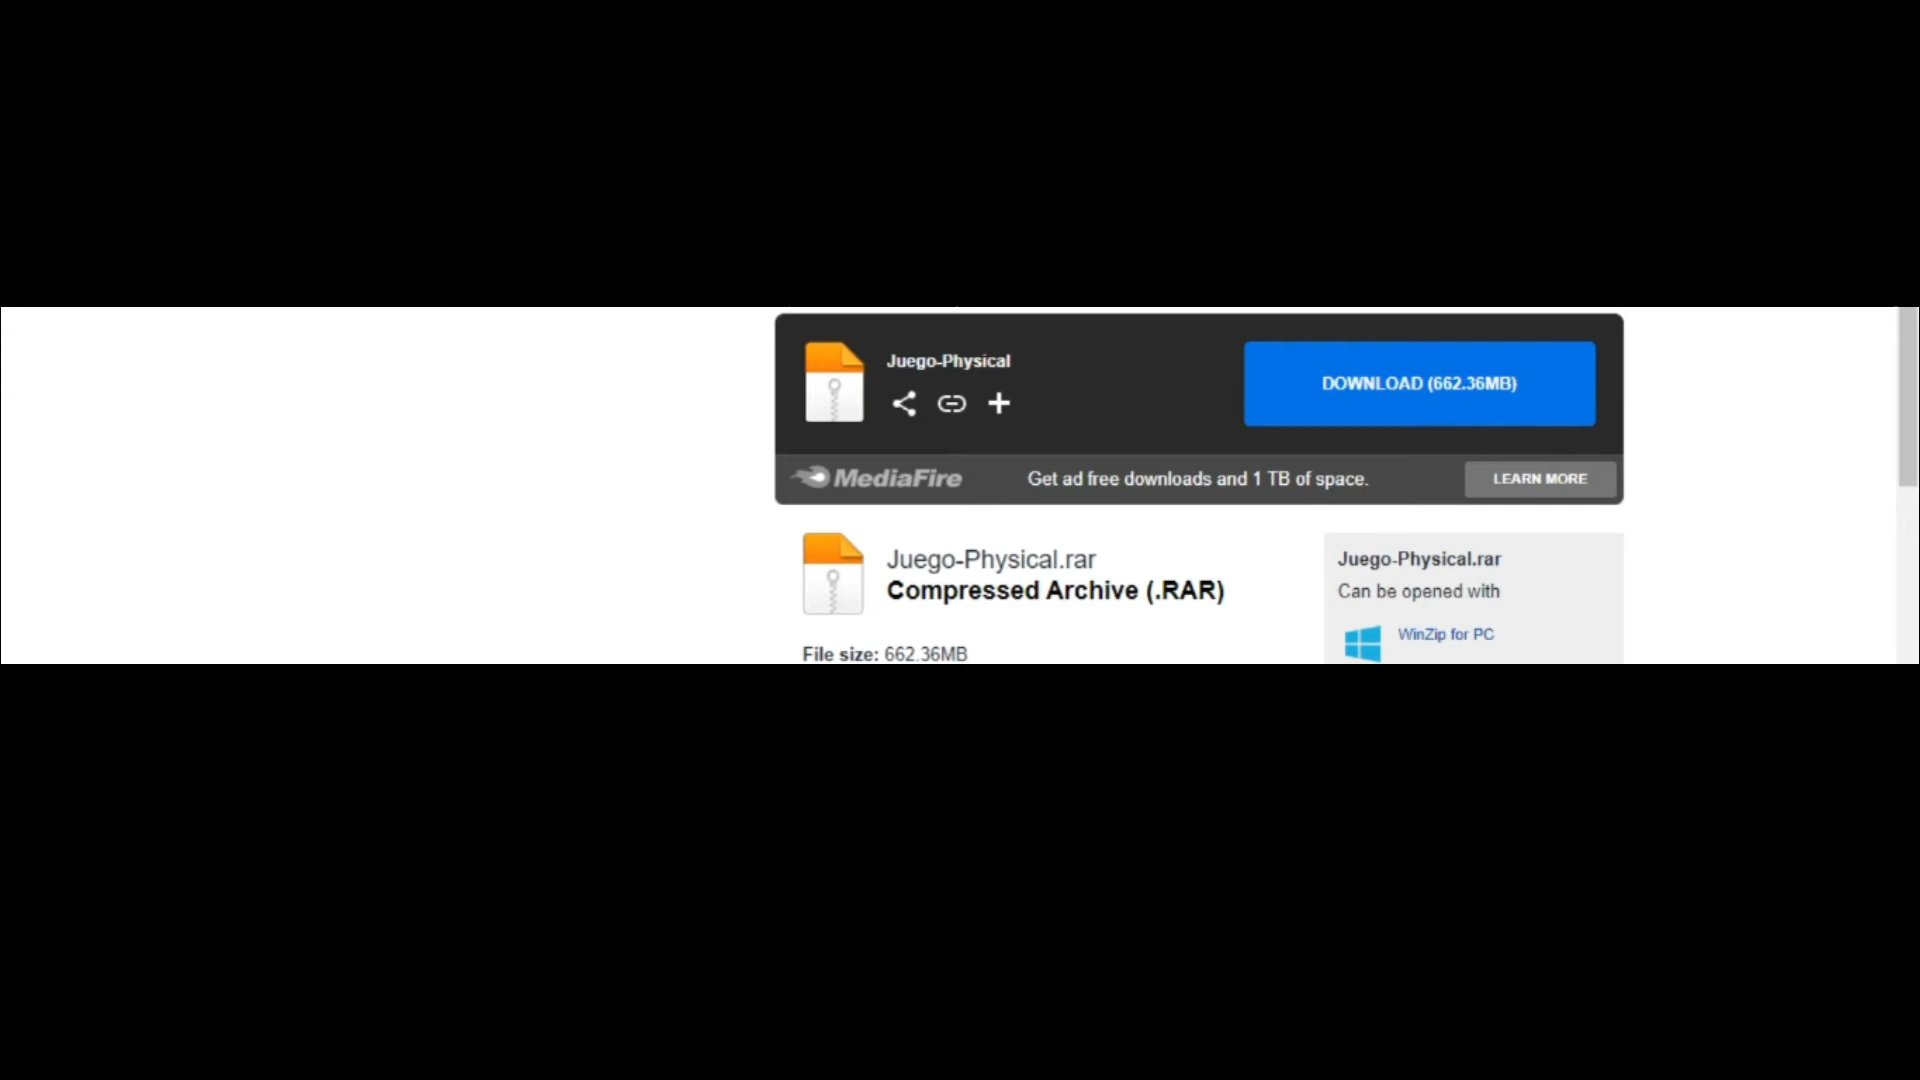 Juego-Physical
DOWNLOAD (662.36MB)
MediaFire
Get ad free downloads and 1 TB of space.
LEARN MORE
Juego-Physical.rar
Compressed Archive (.RAR)
File size: 662.36MB
Juego-Physical.rar
Can be opened with
WinZip for PC